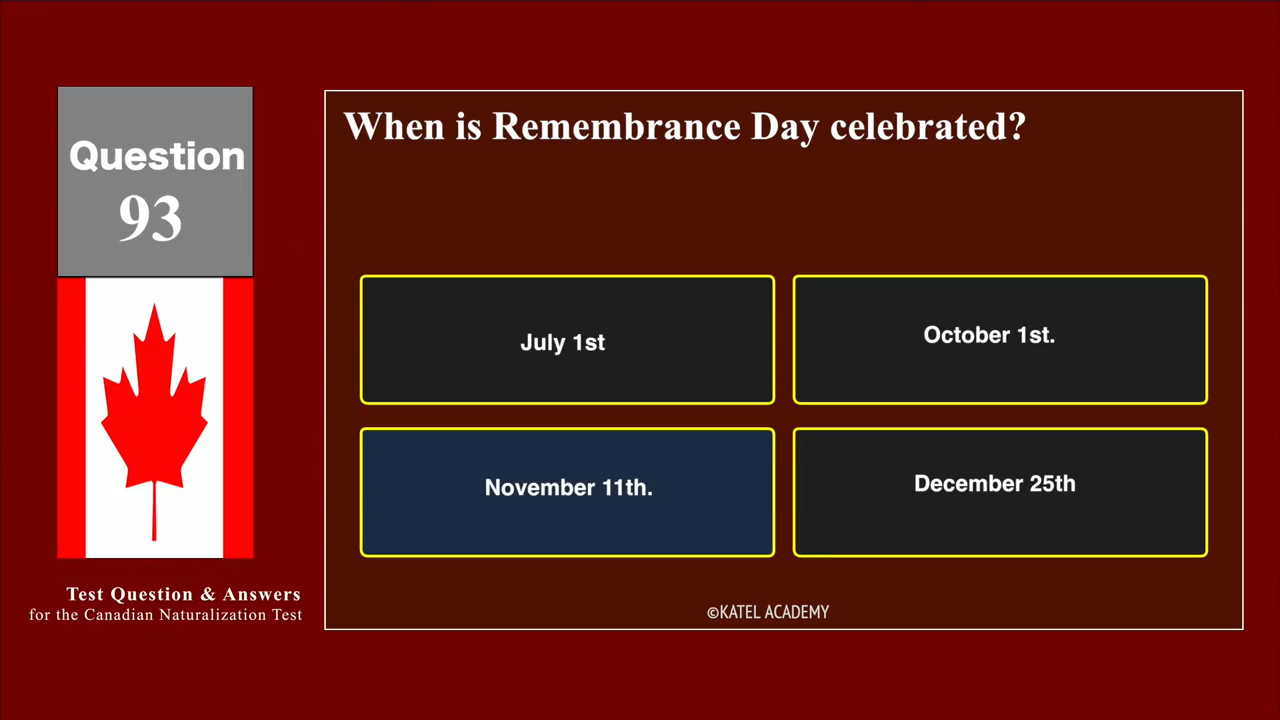 Question
93
When is Remembrance Day celebrated?
July 1st
October 1st.
November 11th.
December 25th
Test Question & Answers
for the Canadian Naturalization Test
©KATEL ACADEMY